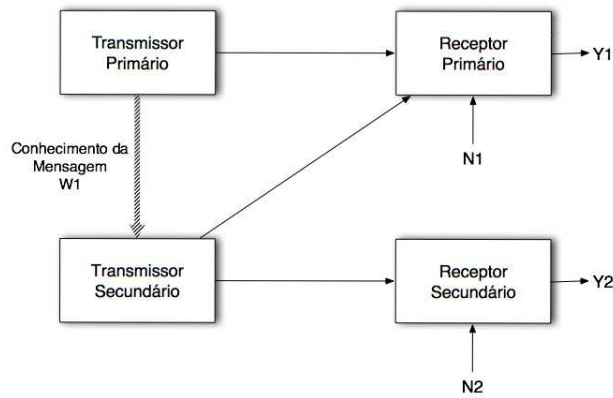 Transmissor
Primário
Receptor
Primário
Y1
N1
Conhecimento da
Mensagem
W1
Transmissor
Secundário
Receptor
Secundário
Y2
N2